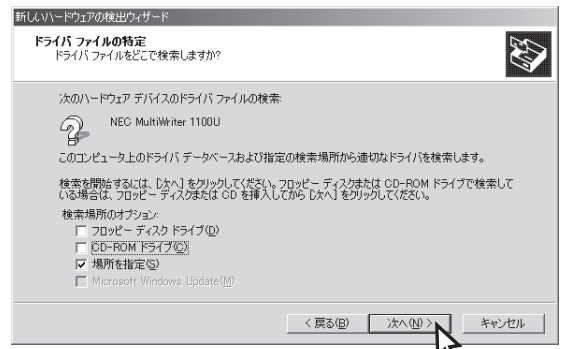 新しいハードウェアの検出ウィザード
ドライバ ファイルの特定
ドライバ ファイルをどこで検索しますか?
次のハードウェア デバイスのドライバ ファイルの検索:
NEC MultiWriter 1100U
このコンピュータ上のドライバ データベースおよび指定の検索場所から適切なドライバを検索します。
検索を開始するには、[次へ] をクリックしてください。フロッピー ディスクまたは CD-ROM ドライブで検索して
いる場合は、フロッピー ディスクまたは CD を挿入してから [次へ] をクリックしてください。
検索場所のオプション:
フロッピー ディスク ドライブ(D)
CD-ROM ドライブ(C)
場所を指定(S)
Microsoft Windows Update(M)
< 戻る(B) 次へ(N) > キャンセル